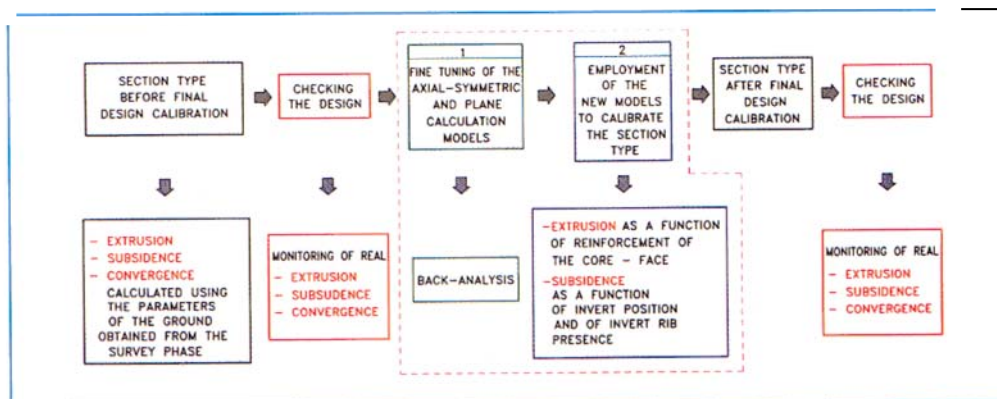 SECTION TYPE
BEFORE FINAL
DESIGN CALIBRATION
CHECKING
THE DESIGN
1
FINE TUNING OF THE
AXIAL-SYMMETRIC
AND PLANE
CALCULATION
MODELS
2
EMPLOYMENT
OF THE
NEW MODELS
TO CALIBRATE
THE SECTION
TYPE
SECTION TYPE
AFTER FINAL
DESIGN
CALIBRATION
CHECKING
THE DESIGN
- EXTRUSION
- SUBSIDENCE
- CONVERGENCE
CALCULATED USING
THE PARAMETERS
OF THE GROUND
OBTAINED FROM THE
SURVEY PHASE
MONITORING OF REAL
- EXTRUSION
- SUBSUDENCE
- CONVERGENCE
BACK-ANALYSIS
-EXTRUSION AS A FUNCTION
OF REINFORCEMENT OF
THE CORE - FACE
-SUBSIDENCE
AS A FUNCTION
OF INVERT POSITION
AND OF INVERT RIB
PRESENCE
MONITORING OF REAL
- EXTRUSION
- SUBSIDENCE
- CONVERGENCE